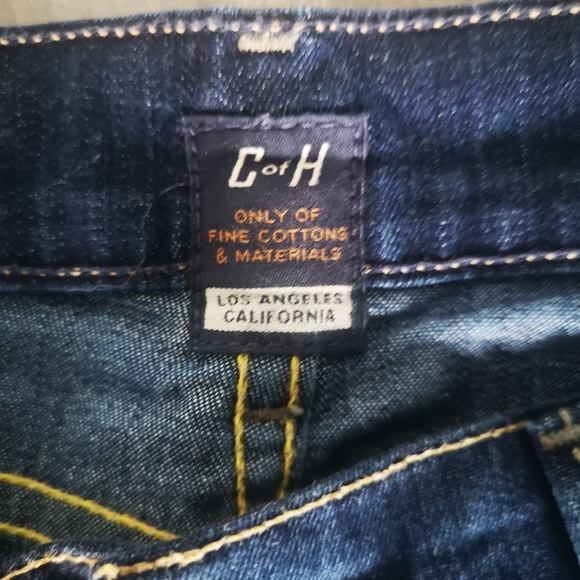 C of H
ONLY OF
FINE COTTONS
& MATERIALS
LOS ANGELES
CALIFORNIA